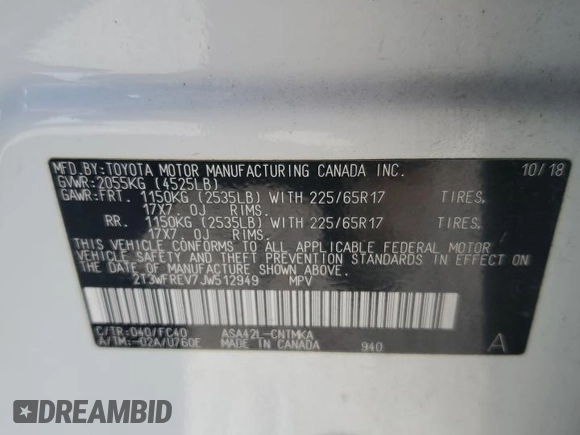 MFD.BY:TOYOTA MOTOR MANUFACTURING CANADA INC. 10/18
GVWR:2055KG (4525LB)
GAWR:FRT. 1150KG (2535LB) WITH 225/65R17 TIRES.
17X7. 0J RIMS.
RR. 1150KG (2535LB) WITH 225/65R17 TIRES.
17X7. 0J RIMS.
THIS VEHICLE CONFORMS TO ALL APPLICABLE FEDERAL MOTOR
VEHICLE SAFETY AND THEFT PREVENTION STANDARDS IN
EFFECT ON THE DATE OF MANUFACTURE SHOWN ABOVE.
2T3WFREV7JW512949 MPV
C/TR:040/FC40 ASA42L-CNTMKA
A/TM:-02A/U760E MADE IN CANADA 940 A
DREAMBID